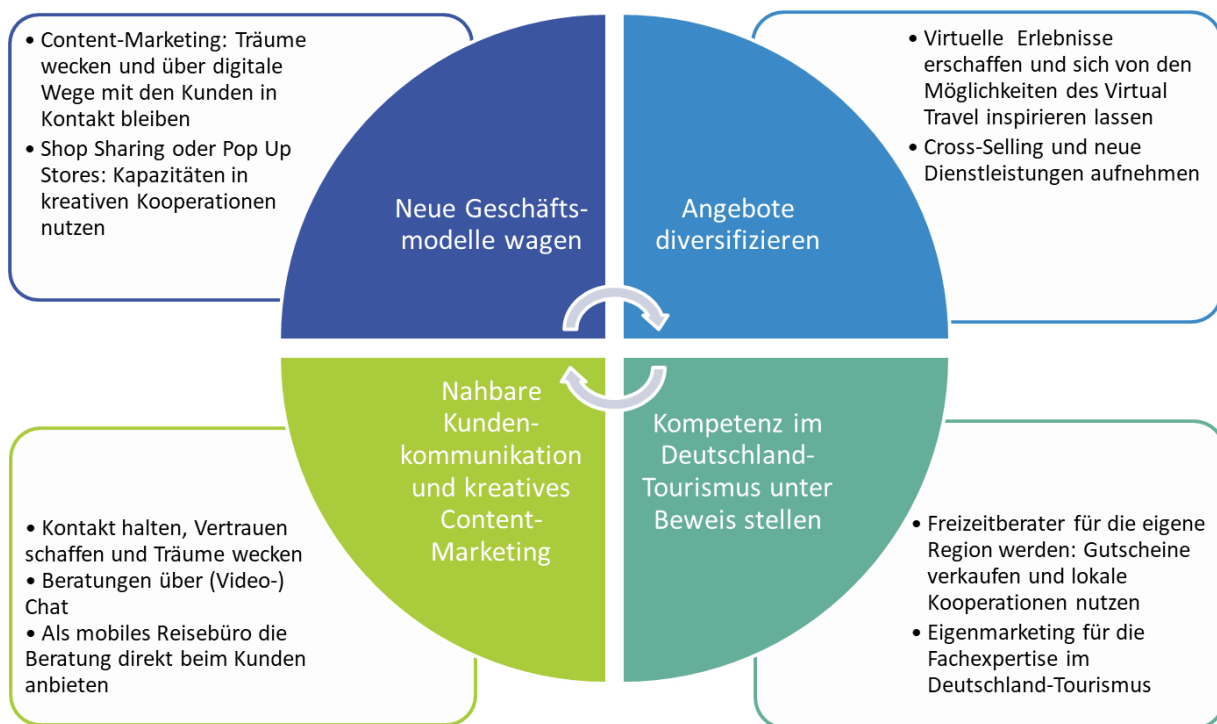 • Content-Marketing: Träume
wecken und über digitale
Wege mit den Kunden in
Kontakt bleiben
• Shop Sharing oder Pop Up
Stores: Kapazitäten in
kreativen Kooperationen
nutzen
Neue Geschäfts-
modelle wagen
Angebote
diversifizieren
• Virtuelle Erlebnisse
erschaffen und sich von den
Möglichkeiten des Virtual
Travel inspirieren lassen
• Cross-Selling und neue
Dienstleistungen aufnehmen
• Kontakt halten, Vertrauen
schaffen und Träume wecken
• Beratungen über (Video-)
Chat
• Als mobiles Reisebüro die
Beratung direkt beim Kunden
anbieten
Nahbare
Kunden-
kommunikation
und kreatives
Content-
Marketing
Kompetenz im
Deutschland-
Tourismus unter
Beweis stellen
• Freizeitberater für die eigene
Region werden: Gutscheine
verkaufen und lokale
Kooperationen nutzen
• Eigenmarketing für die
Fachexpertise im
Deutschland-Tourismus